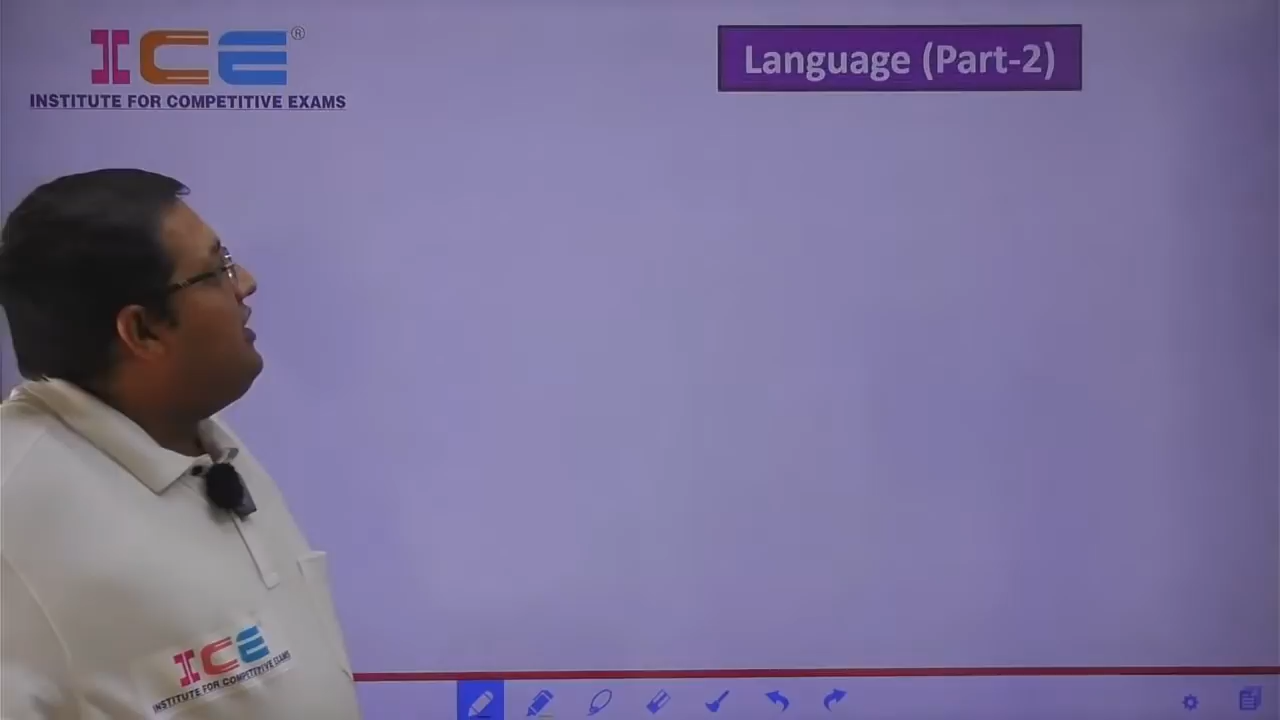 ICE®
INSTITUTE FOR COMPETITIVE EXAMS
Language (Part-2)
ICE
INSTITUTE FOR COMPETITIVE EXAMS